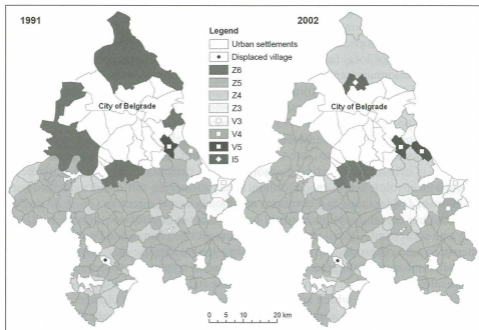 1991
2002
Legend
Urban settlements
Displaced village
Z6
Z5
Z4
Z3
V3
V4
V5
I5
City of Belgrade
City of Belgrade
0 5 10 20 km